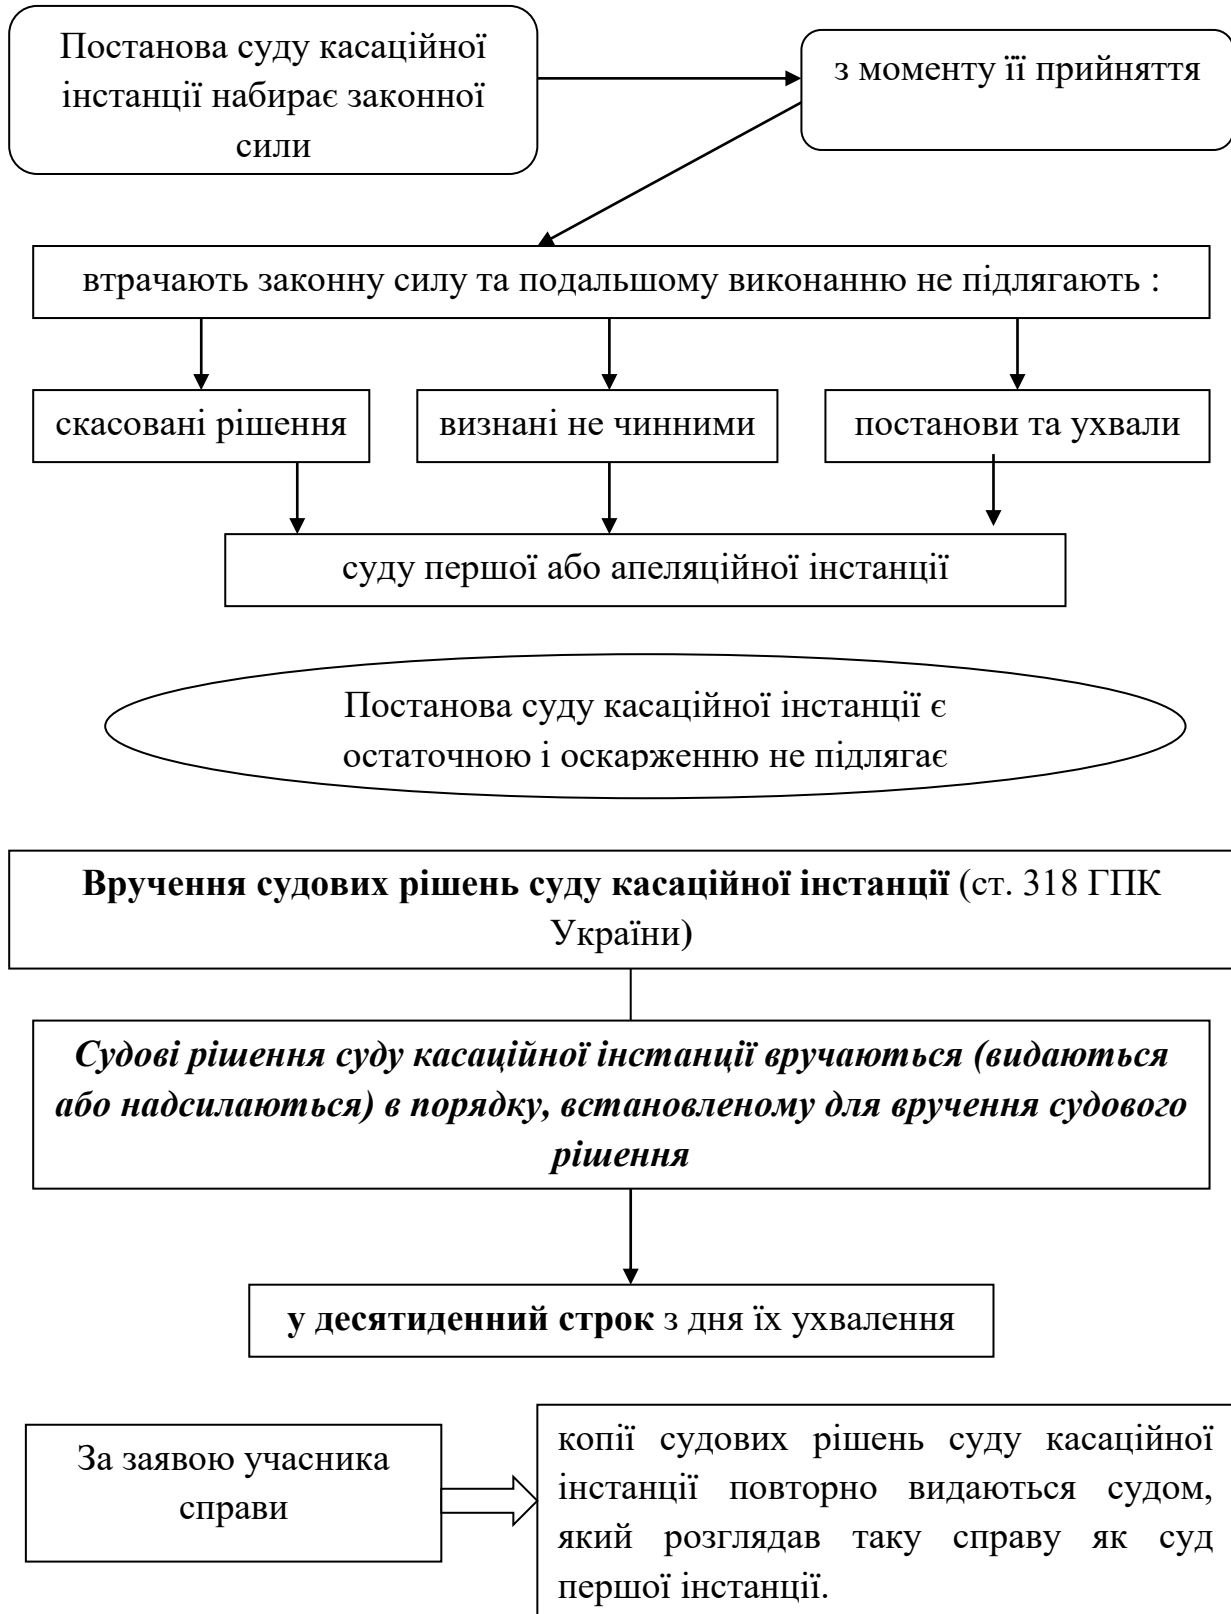 Постанова суду касаційної
інстанції набирає законної
сили
з моменту її прийняття
втрачають законну силу та подальшому виконанню не підлягають :
скасовані рішення
визнані не чинними
постанови та ухвали
суду першої або апеляційної інстанції
Постанова суду касаційної інстанції є
остаточною і оскарженню не підлягає
Вручення судових рішень суду касаційної інстанції (ст. 318 ГПК
України)
Судові рішення суду касаційної інстанції вручаються (видаються
або надсилаються) в порядку, встановленому для вручення судового
рішення
у десятиденний строк з дня їх ухвалення
За заявою учасника
справи
копії судових рішень суду касаційної
інстанції повторно видаються судом,
який розглядав таку справу як суд
першої інстанції.